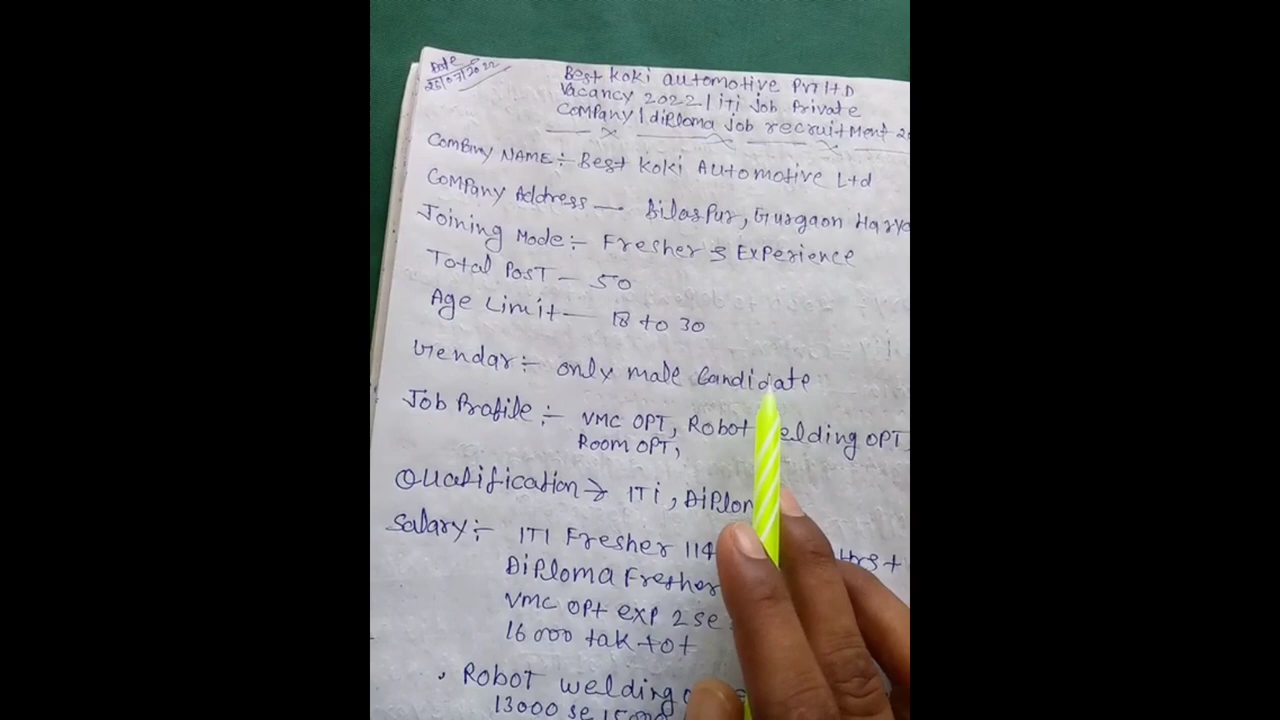 Date
25/07/2022
Best koki automotive Pvt Ltd
Vacancy 2022 | iti Job Private
Company | diploma Job recruitment
Company NAME:- Best Koki Automotive Ltd
Company Address — Bilaspur, Gurgaon
Joining Mode:- Fresher & Experience
Total Post - 50
Age Limit — 18 to 30
Gendar:- only male Candidate
Job Profile:- VMC OPT, Robot OPT,
Room OPT,
Qualification → ITI,
Salary:- ITI Fresher
Diploma Fresher
VMC OPt exp 2 se
16000 tak tot
Robot welding
13000 se